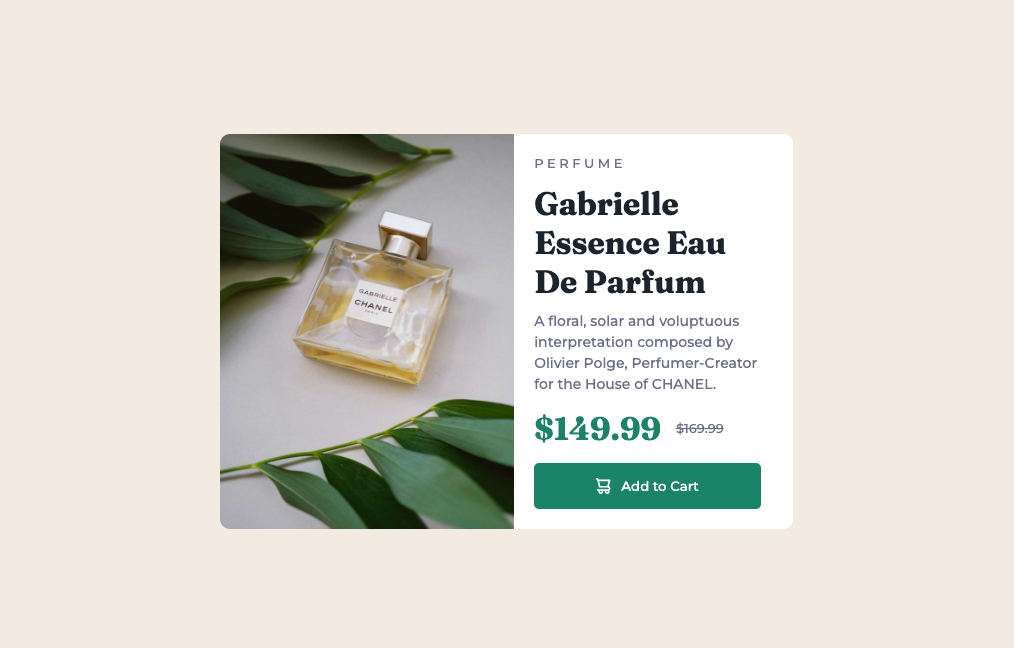 PERFUME
Gabrielle
Essence Eau
De Parfum
A floral, solar and voluptuous
interpretation composed by
Olivier Polge, Perfumer-Creator
for the House of CHANEL.
$149.99 $169.99
Add to Cart
GABRIELLE
CHANEL
PARIS